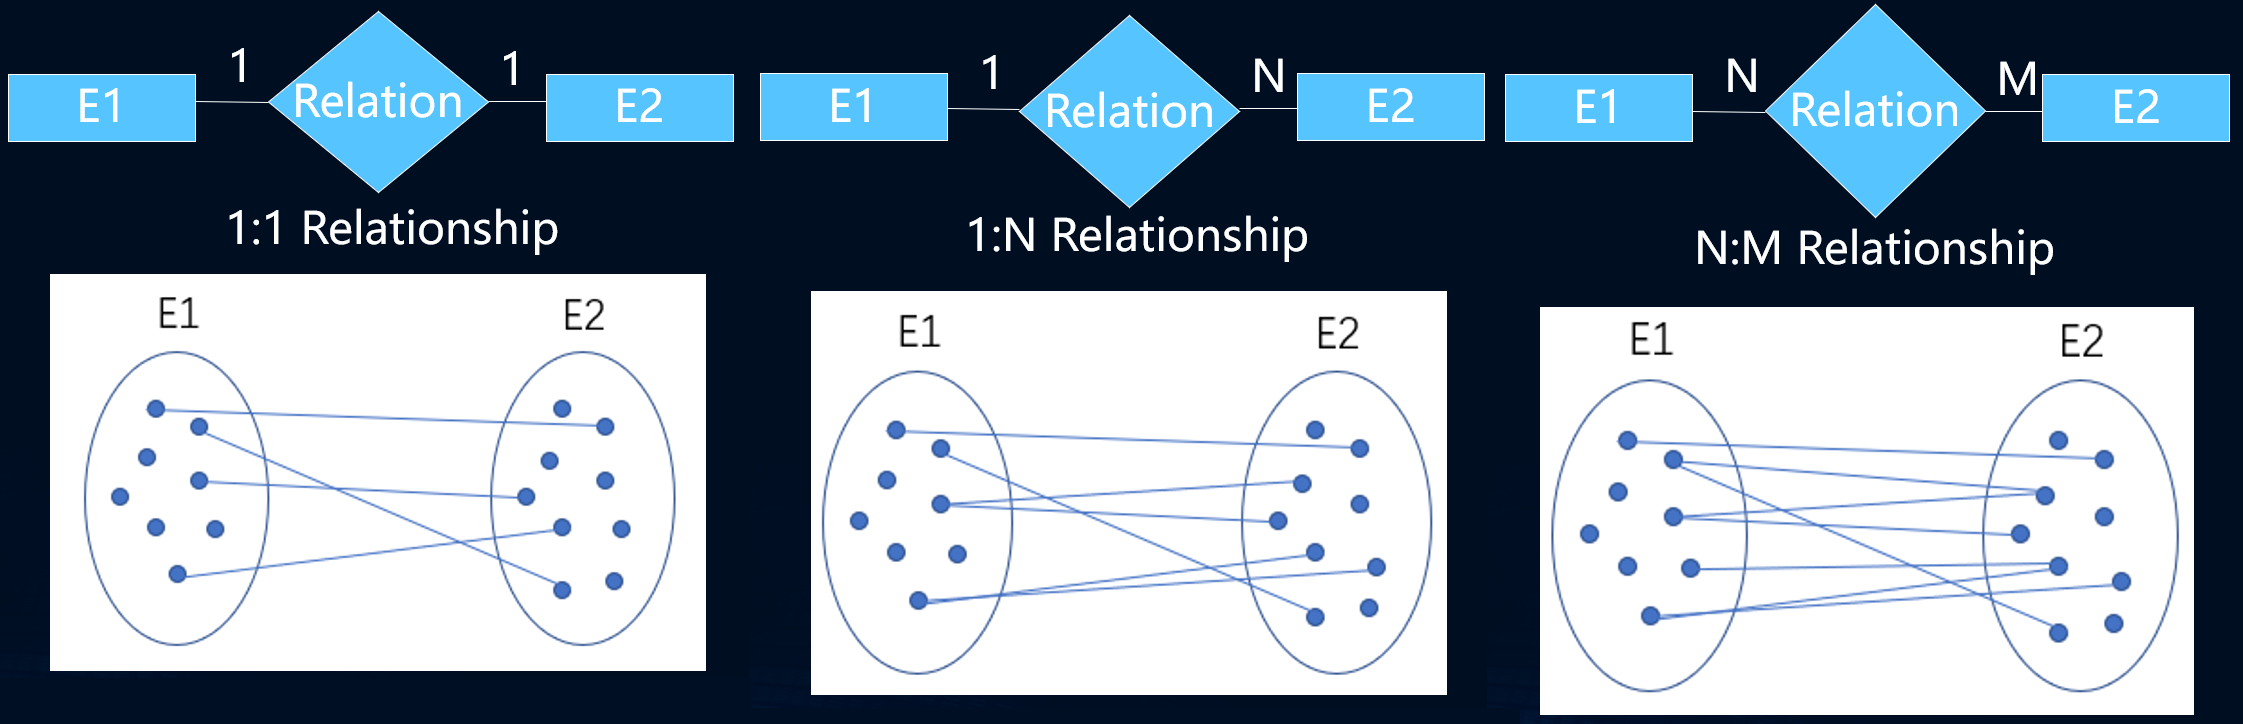 E1
1
Relation
1
E2
1:1 Relationship
E1
E2
E1
1
Relation
N
E2
1:N Relationship
E1
E2
E1
N
Relation
M
E2
N:M Relationship
E1
E2